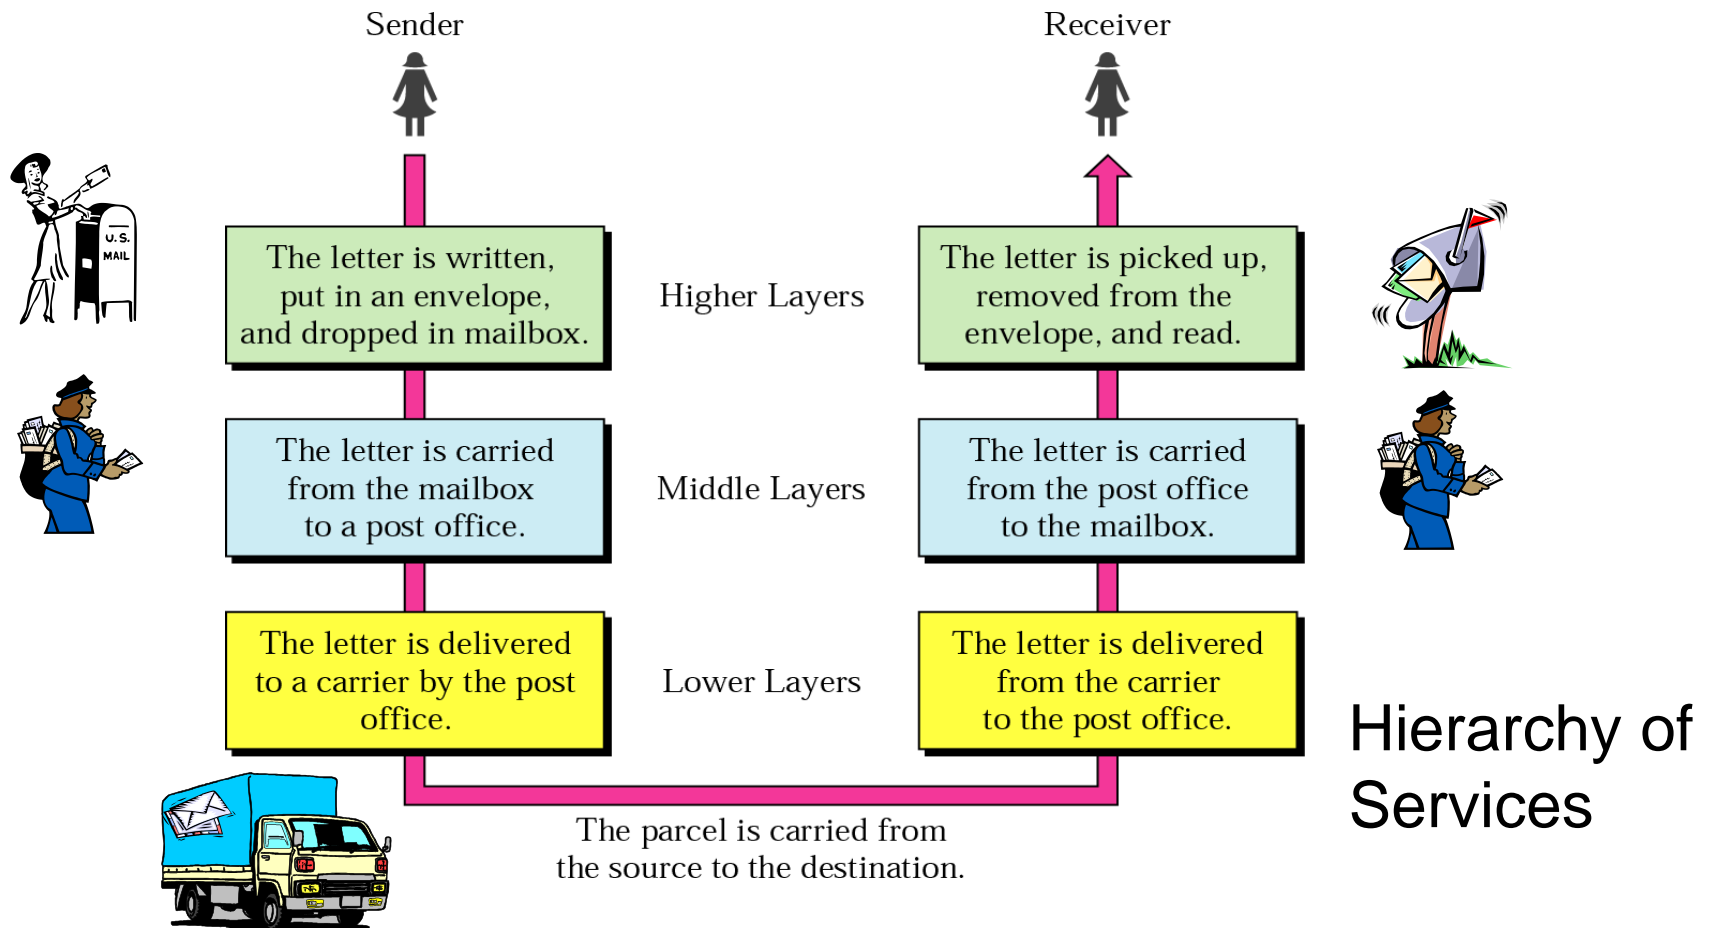 Sender
Receiver
U.S.
MAIL
The letter is written,
put in an envelope,
and dropped in mailbox.
Higher Layers
The letter is picked up,
removed from the
envelope, and read.
The letter is carried
from the mailbox
to a post office.
Middle Layers
The letter is carried
from the post office
to the mailbox.
The letter is delivered
to a carrier by the post
office.
Lower Layers
The letter is delivered
from the carrier
to the post office.
Hierarchy of
Services
The parcel is carried from
the source to the destination.